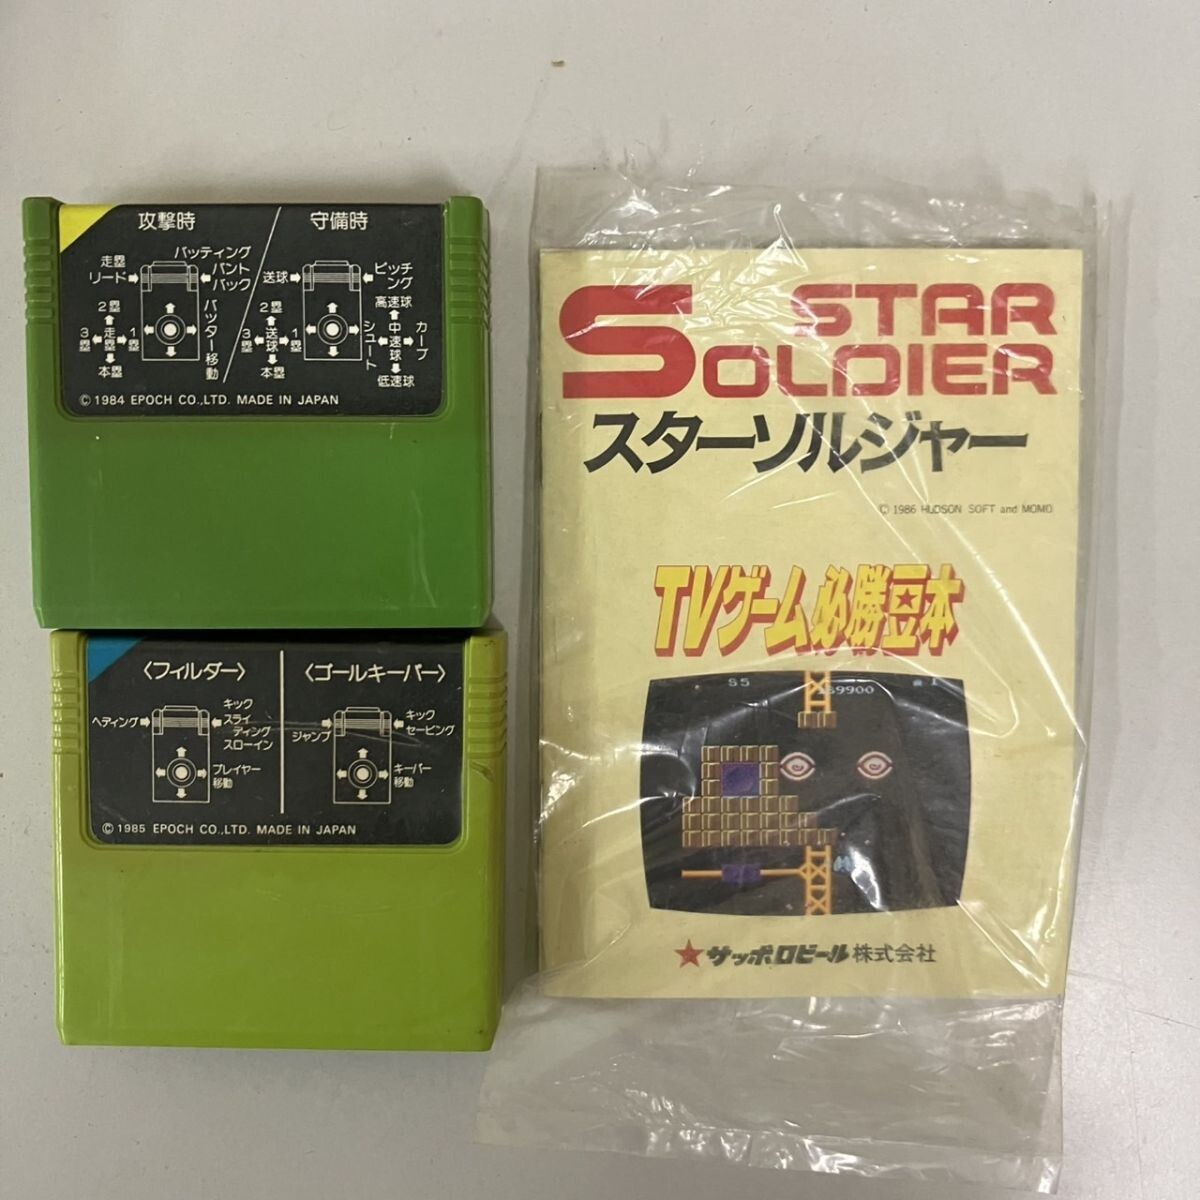 攻撃時
守備時
走塁
リード
バッティング
バント
バック
2塁
3塁
走塁
1塁
本塁
バッター移動
送球
ピッチング
高速球
2塁
3塁
送球
1塁
本塁
シュート
中速球
カーブ
低速球
© 1984 EPOCH CO.,LTD. MADE IN JAPAN
〈フィルダー〉
〈ゴールキーパー〉
ヘディング
キック
スライディング
スローイン
プレイヤー移動
ジャンプ
キック
セービング
キーパー移動
© 1985 EPOCH CO.,LTD. MADE IN JAPAN
STAR
SOLDIER
スターソルジャー
© 1986 HUDSON SOFT and MOMO
TVゲーム必勝豆本
S5
59900
★サッポロビール株式会社